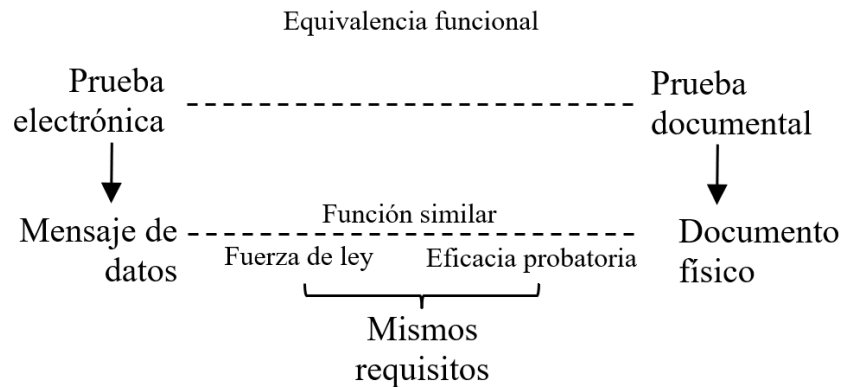 Equivalencia funcional
Prueba
electrónica
Prueba
documental
Función similar
Mensaje de
datos
Fuerza de ley
Eficacia probatoria
Documento
físico
Mismos
requisitos